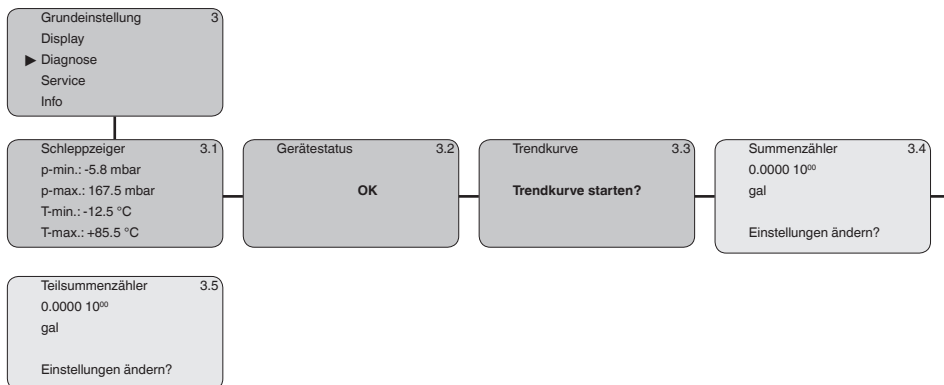 Grundeinstellung 3
Display
▶ Diagnose
Service
Info
Schleppzeiger 3.1
p-min.: -5.8 mbar
p-max.: 167.5 mbar
T-min.: -12.5 °C
T-max.: +85.5 °C
Gerätestatus 3.2
OK
Trendkurve 3.3
Trendkurve starten?
Summenzähler 3.4
0.0000 10⁰⁰
gal
Einstellungen ändern?
Teilsummenzähler 3.5
0.0000 10⁰⁰
gal
Einstellungen ändern?